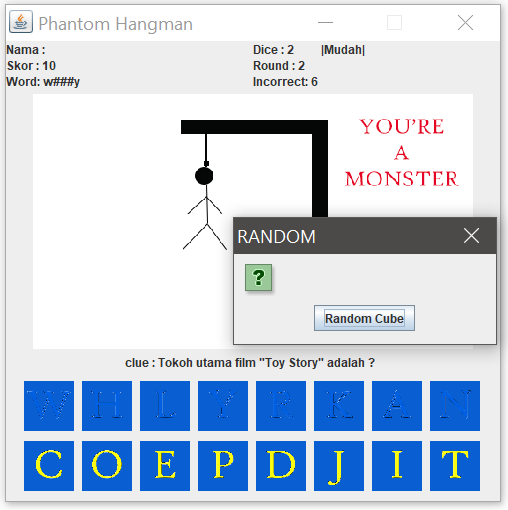 Phantom Hangman
Nama : Dice : 2 |Mudah|
Skor : 10 Round : 2
Word: w###y Incorrect: 6
YOU'RE
A
MONSTER
RANDOM
?
Random Cube
clue : Tokoh utama film "Toy Story" adalah ?
W H L Y R K A N
C O E P D J I T